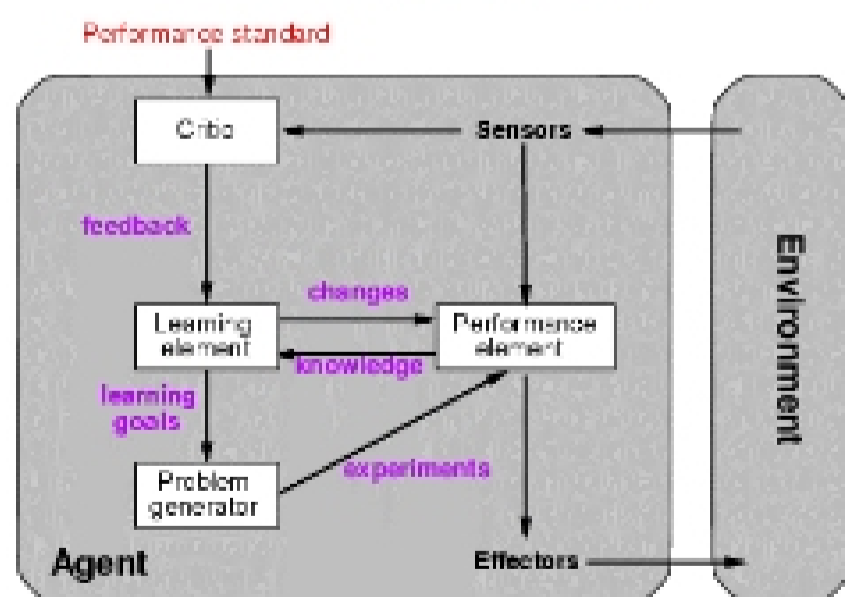 Performance standard
Critic
Sensors
feedback
changes
Learning
element
Performance
element
knowledge
learning
goals
experiments
Problem
generator
Agent
Effectors
Environment